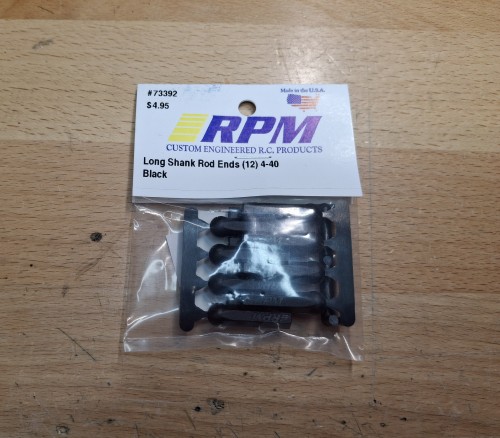 #73392
$4.95
Made in the U.S.A.
RPM
CUSTOM ENGINEERED R.C. PRODUCTS
Long Shank Rod Ends (12) 4-40
Black